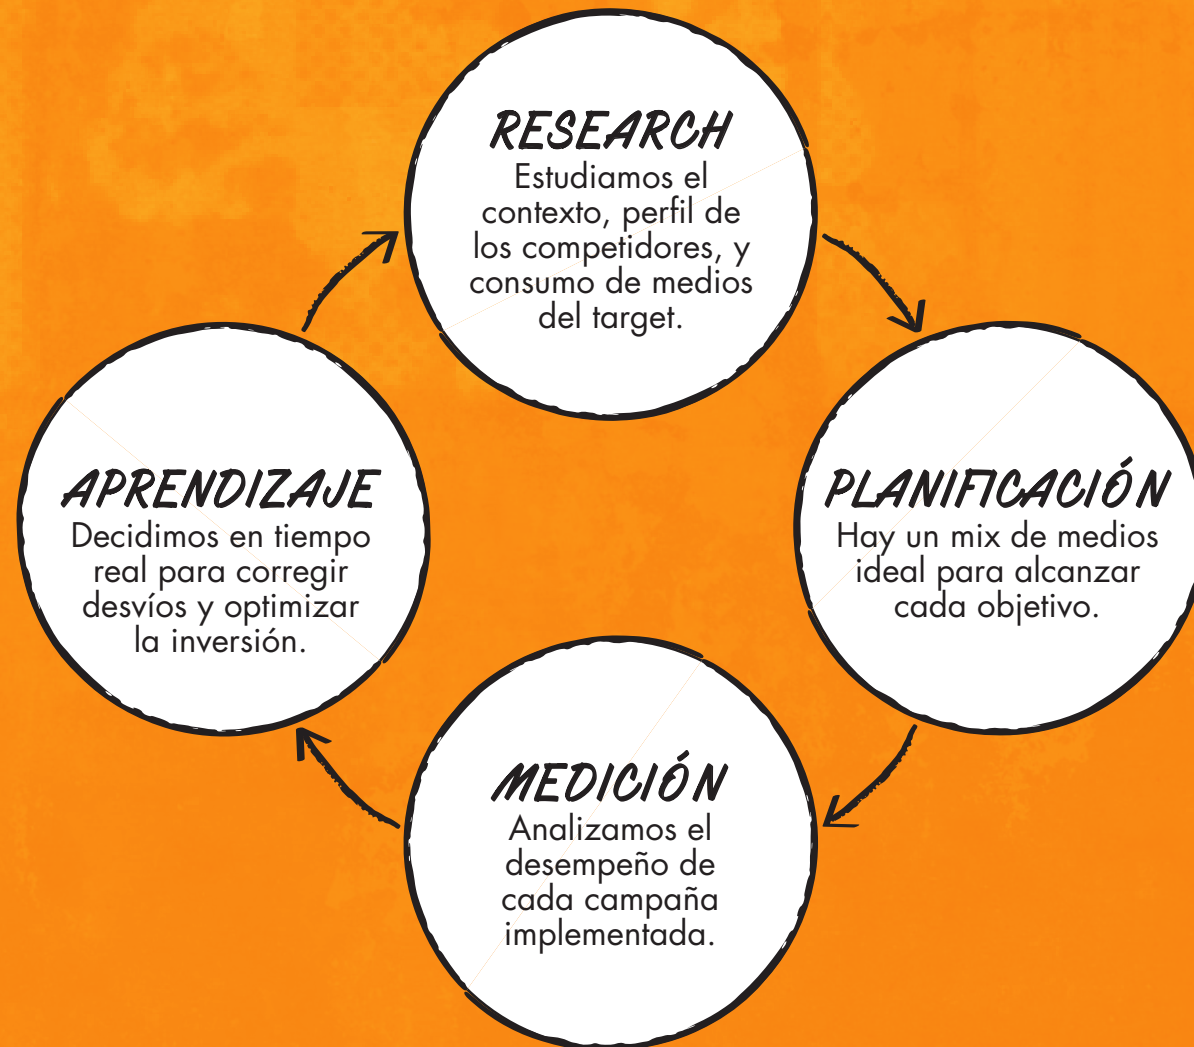 RESEARCH
Estudiamos el
contexto, perfil de
los competidores, y
consumo de medios
del target.
APRENDIZAJE
Decidimos en tiempo
real para corregir
desvíos y optimizar
la inversión.
PLANIFICACIÓN
Hay un mix de medios
ideal para alcanzar
cada objetivo.
MEDICIÓN
Analizamos el
desempeño de
cada campaña
implementada.